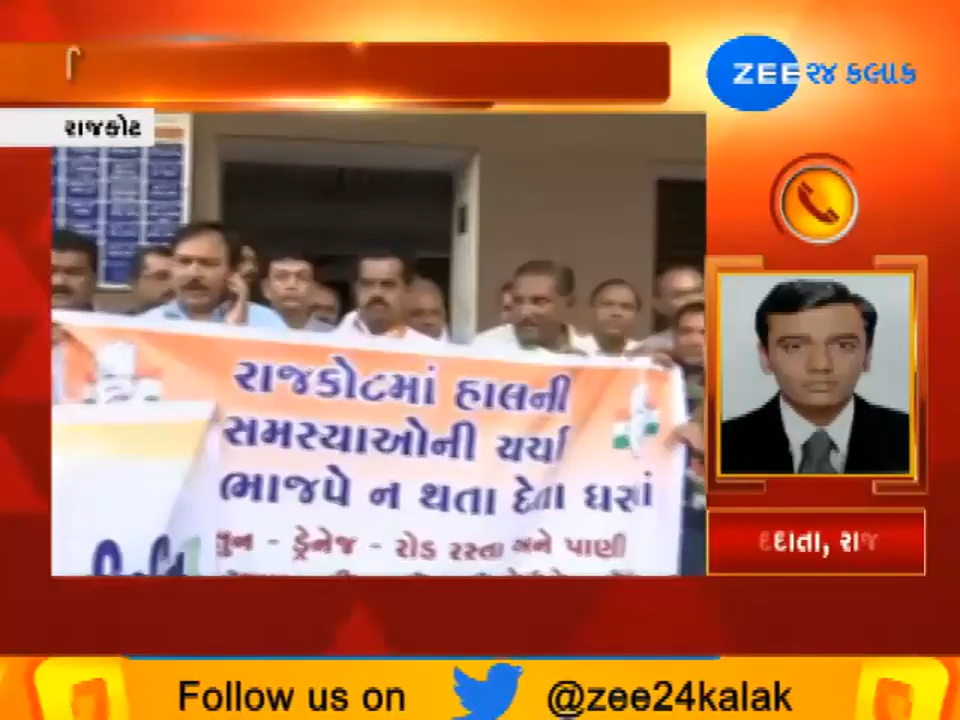 ZEE ૨૪ કલાક
રાજકોટ
રાજકોટમાં હાલની
સમસ્યાઓની ચર્ચા
ભાજપે ન થતા દેતા ધરણાં
- ડ્રેનેજ - રોડ રસ્તા અને પાણી
દાતા, રાજ
Follow us on @zee24kalak